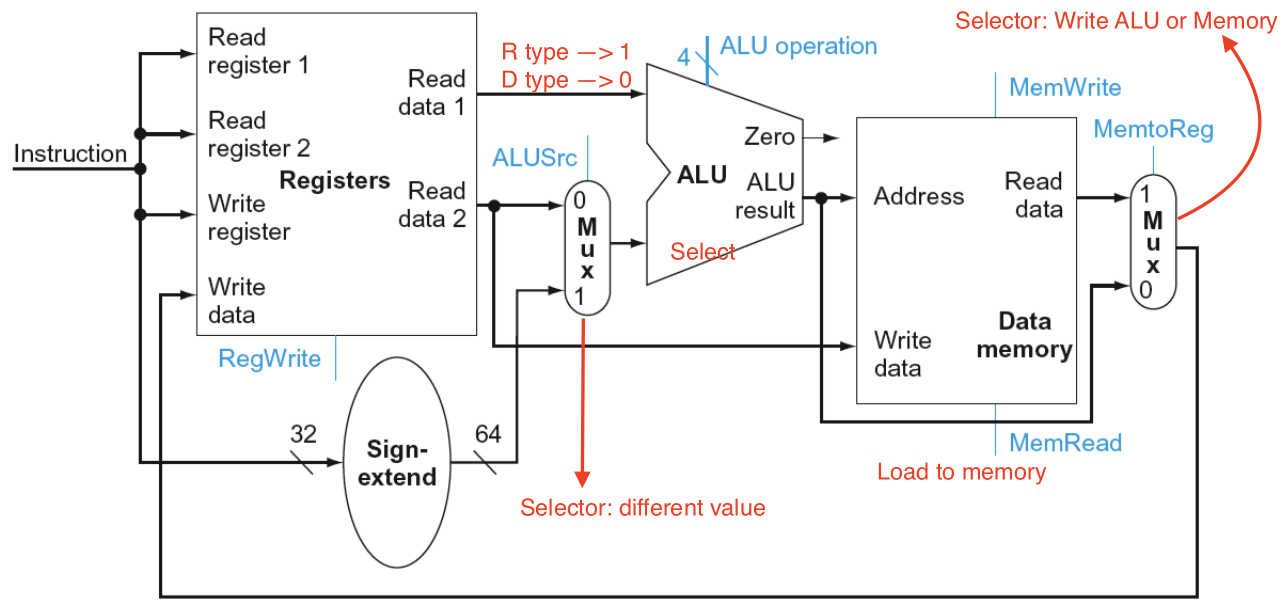 Selector: Write ALU or Memory
Read
register 1
R type —> 1
D type —> 0
4
ALU operation
Read
data 1
MemWrite
Read
register 2
Zero
MemtoReg
Instruction
ALUSrc
Registers
ALU
Read
data 2
ALU
result
Address
Read
data
1
M
u
x
0
0
M
u
x
1
Write
register
Select
Write
data
Data
memory
Write
data
RegWrite
32
Sign-
extend
64
MemRead
Load to memory
Selector: different value